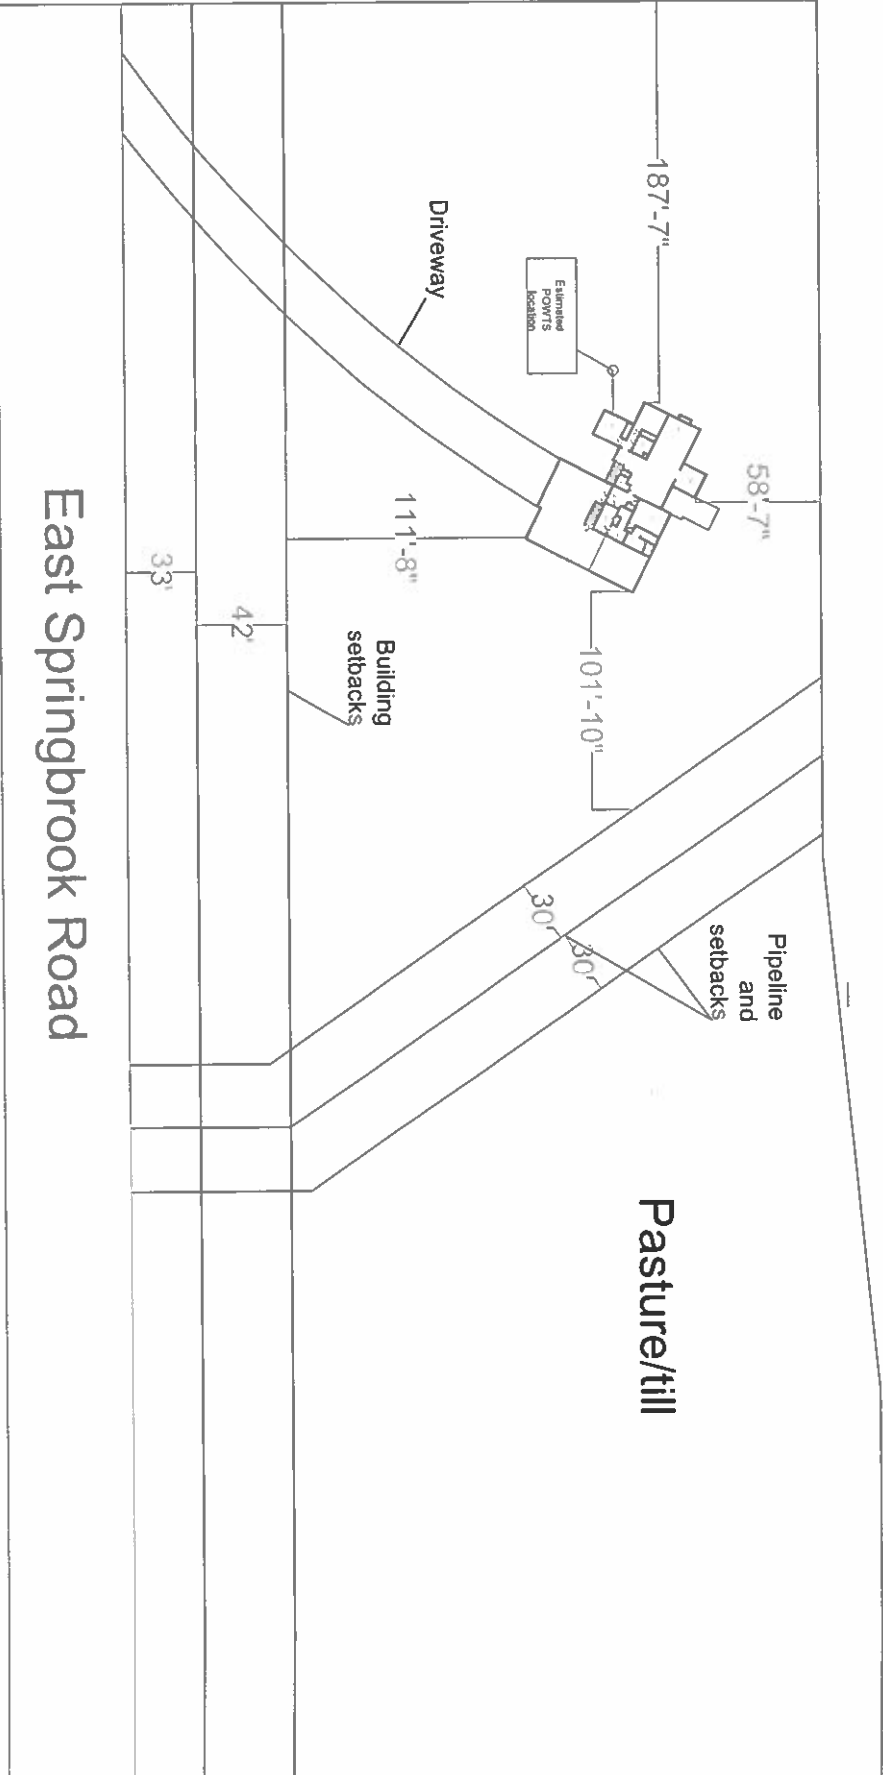 187'-7"
58'-7"
Driveway
Estimated
POWTS
location
111'-8"
101'-10"
Building
setbacks
33'
42'
30'
30'
Pipeline
and
setbacks
Pasture/till
East Springbrook Road